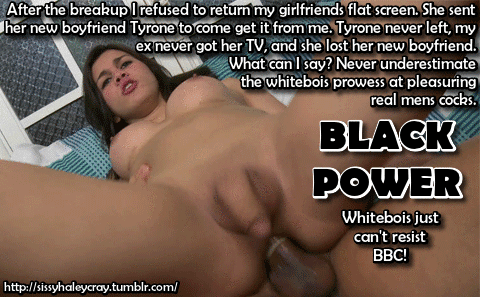 After the breakup I refused to return my girlfriends flat screen. She sent
her new boyfriend Tyrone to come get it from me. Tyrone never left, my
ex never got her TV, and she lost her new boyfriend.
What can I say? Never underestimate
the whitebois prowess at pleasuring
real mens cocks.
BLACK
POWER
Whitebois just
can't resist
BBC!
http://sissyhaleycray.tumblr.com/